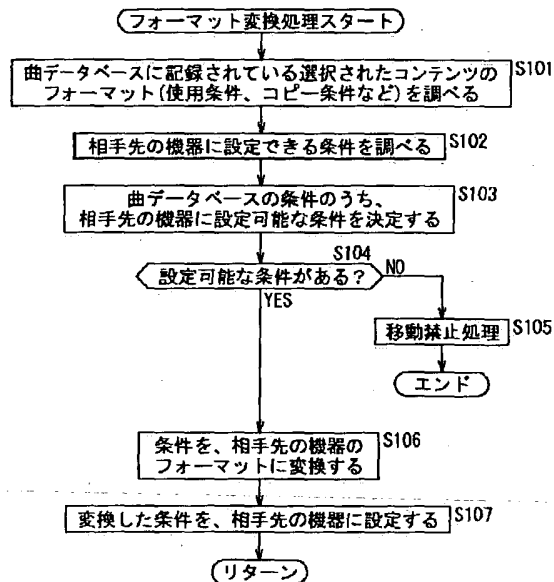 フォーマット変換処理スタート
曲データベースに記録されている選択されたコンテンツの
フォーマット(使用条件、コピー条件など)を調べる
S101
相手先の機器に設定できる条件を調べる
S102
曲データベースの条件のうち、
相手先の機器に設定可能な条件を決定する
S103
S104
設定可能な条件がある?
NO
YES
移動禁止処理
S105
エンド
条件を、相手先の機器の
フォーマットに変換する
S106
変換した条件を、相手先の機器に設定する
S107
リターン